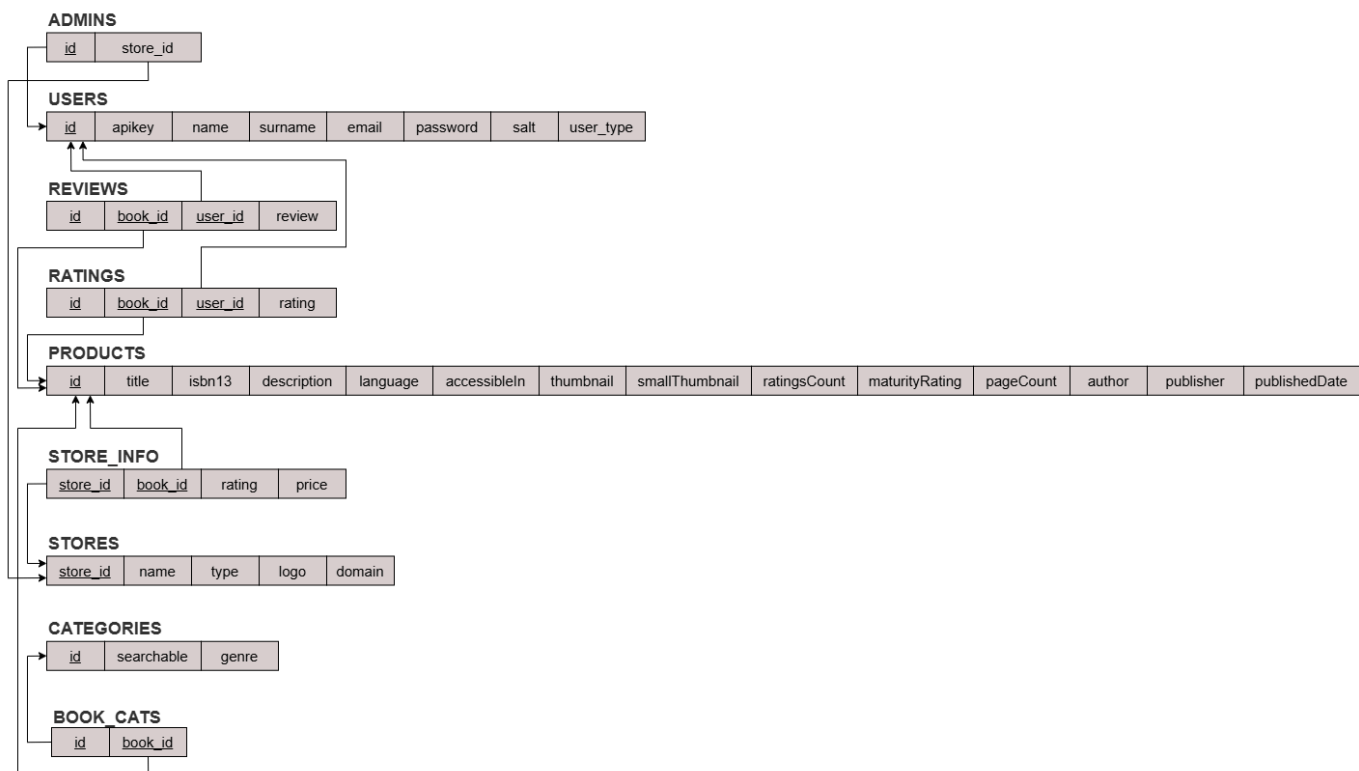 ADMINS
id store_id
USERS
id apikey name surname email password salt user_type
REVIEWS
id book_id user_id review
RATINGS
id book_id user_id rating
PRODUCTS
id title isbn13 description language accessibleIn thumbnail smallThumbnail ratingsCount maturityRating pageCount author publisher publishedDate
STORE_INFO
store_id book_id rating price
STORES
store_id name type logo domain
CATEGORIES
id searchable genre
BOOK_CATS
id book_id